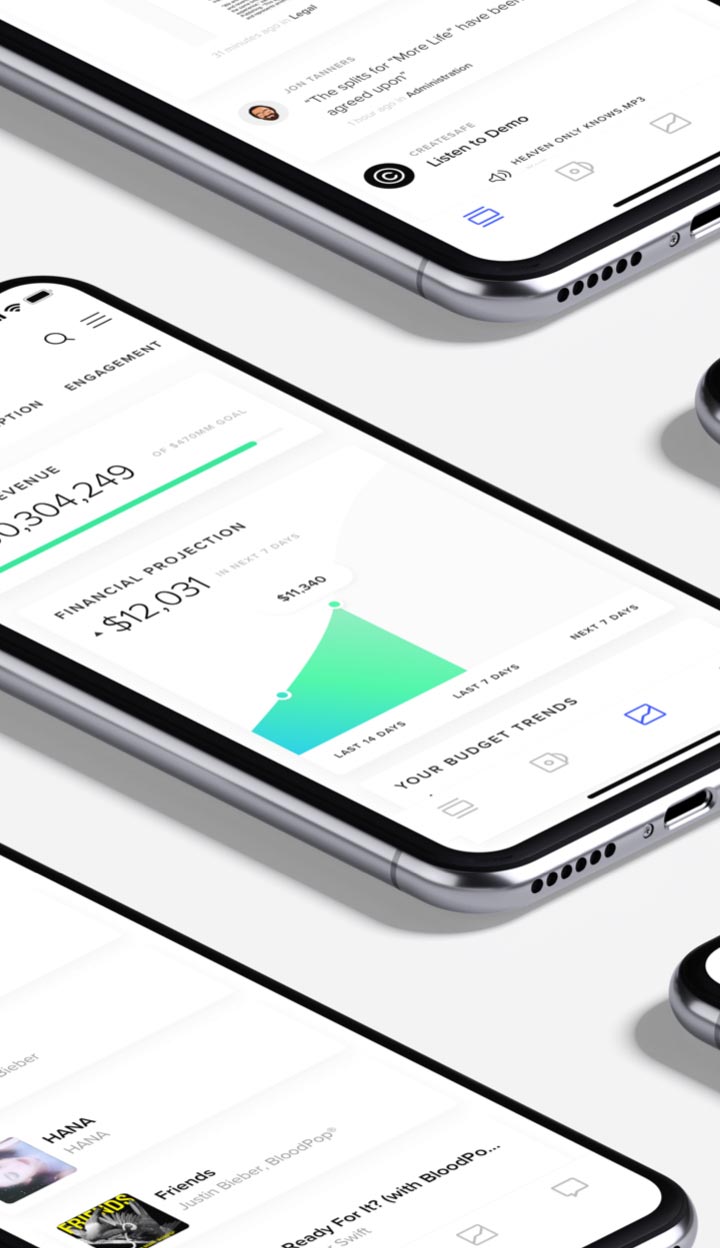 31 minutes ago in Legal
JON TANNERS
"The splits for "More Life" have been
agreed upon"
1 hour ago in Administration
CREATESAFE
Listen to Demo
HEAVEN ONLY KNOWS.MP3
ENGAGEMENT
OF $470MM GOAL
0,304,249
FINANCIAL PROJECTION
$12,031 IN NEXT 7 DAYS
$11,340
LAST 14 DAYS
LAST 7 DAYS
NEXT 7 DAYS
YOUR BUDGET TRENDS
Bieber
HANA
HANA
FRIENDS
Friends
Justin Bieber, BloodPop®
Ready For It? (with BloodPo...
Swift